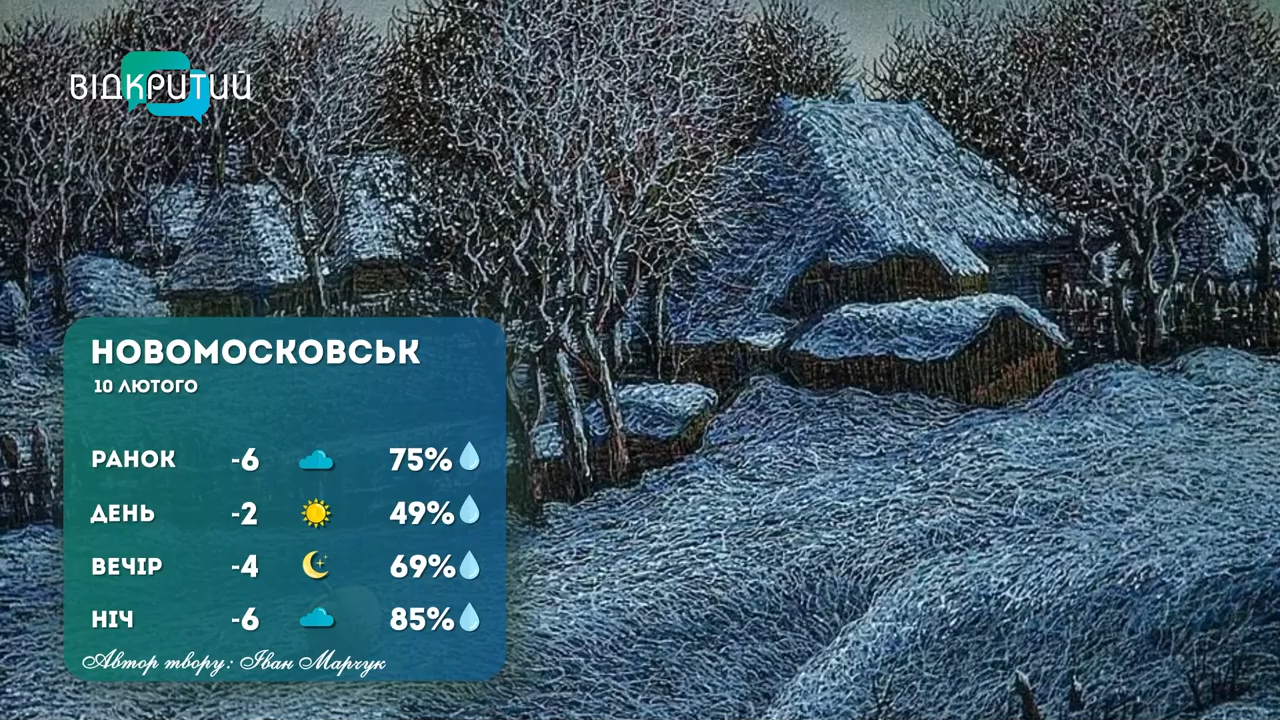 ВІДКРИТИЙ
НОВОМОСКОВСЬК
10 ЛЮТОГО
РАНОК -6 75%
ДЕНЬ -2 49%
ВЕЧІР -4 69%
НІЧ -6 85%
Автор твору: Іван Марчук